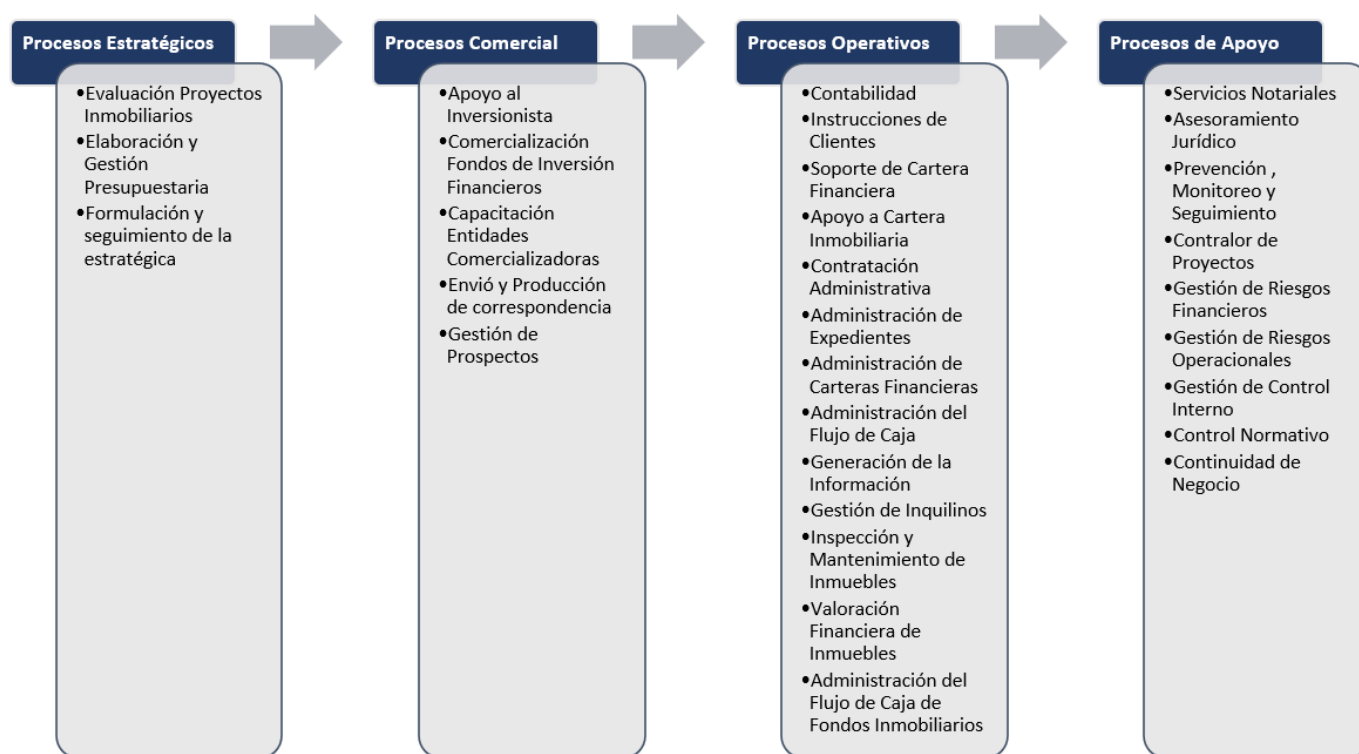 Procesos Estratégicos
•Evaluación Proyectos
Inmobiliarios
•Elaboración y
Gestión
Presupuestaria
•Formulación y
seguimiento de la
estratégica
Procesos Comercial
•Apoyo al
Inversionista
•Comercialización
Fondos de Inversión
Financieros
•Capacitación
Entidades
Comercializadoras
•Envió y Producción
de correspondencia
•Gestión de
Prospectos
Procesos Operativos
•Contabilidad
•Instrucciones de
Clientes
•Soporte de Cartera
Financiera
•Apoyo a Cartera
Inmobiliaria
•Contratación
Administrativa
•Administración de
Expedientes
•Administración de
Carteras Financieras
•Administración del
Flujo de Caja
•Generación de la
Información
•Gestión de Inquilinos
•Inspección y
Mantenimiento de
Inmuebles
•Valoración
Financiera de
Inmuebles
•Administración del
Flujo de Caja de
Fondos Inmobiliarios
Procesos de Apoyo
•Servicios Notariales
•Asesoramiento
Jurídico
•Prevención ,
Monitoreo y
Seguimiento
•Contralor de
Proyectos
•Gestión de Riesgos
Financieros
•Gestión de Riesgos
Operacionales
•Gestión de Control
Interno
•Control Normativo
•Continuidad de
Negocio